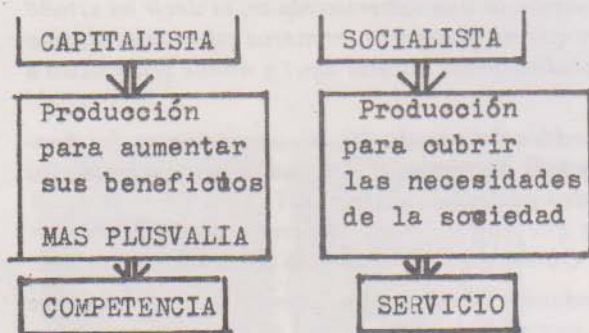 CAPITALISTA
Producción
para aumentar
sus beneficios
MAS PLUSVALIA
COMPETENCIA
SOCIALISTA
Producción
para cubrir
las necesidades
de la sociedad
SERVICIO